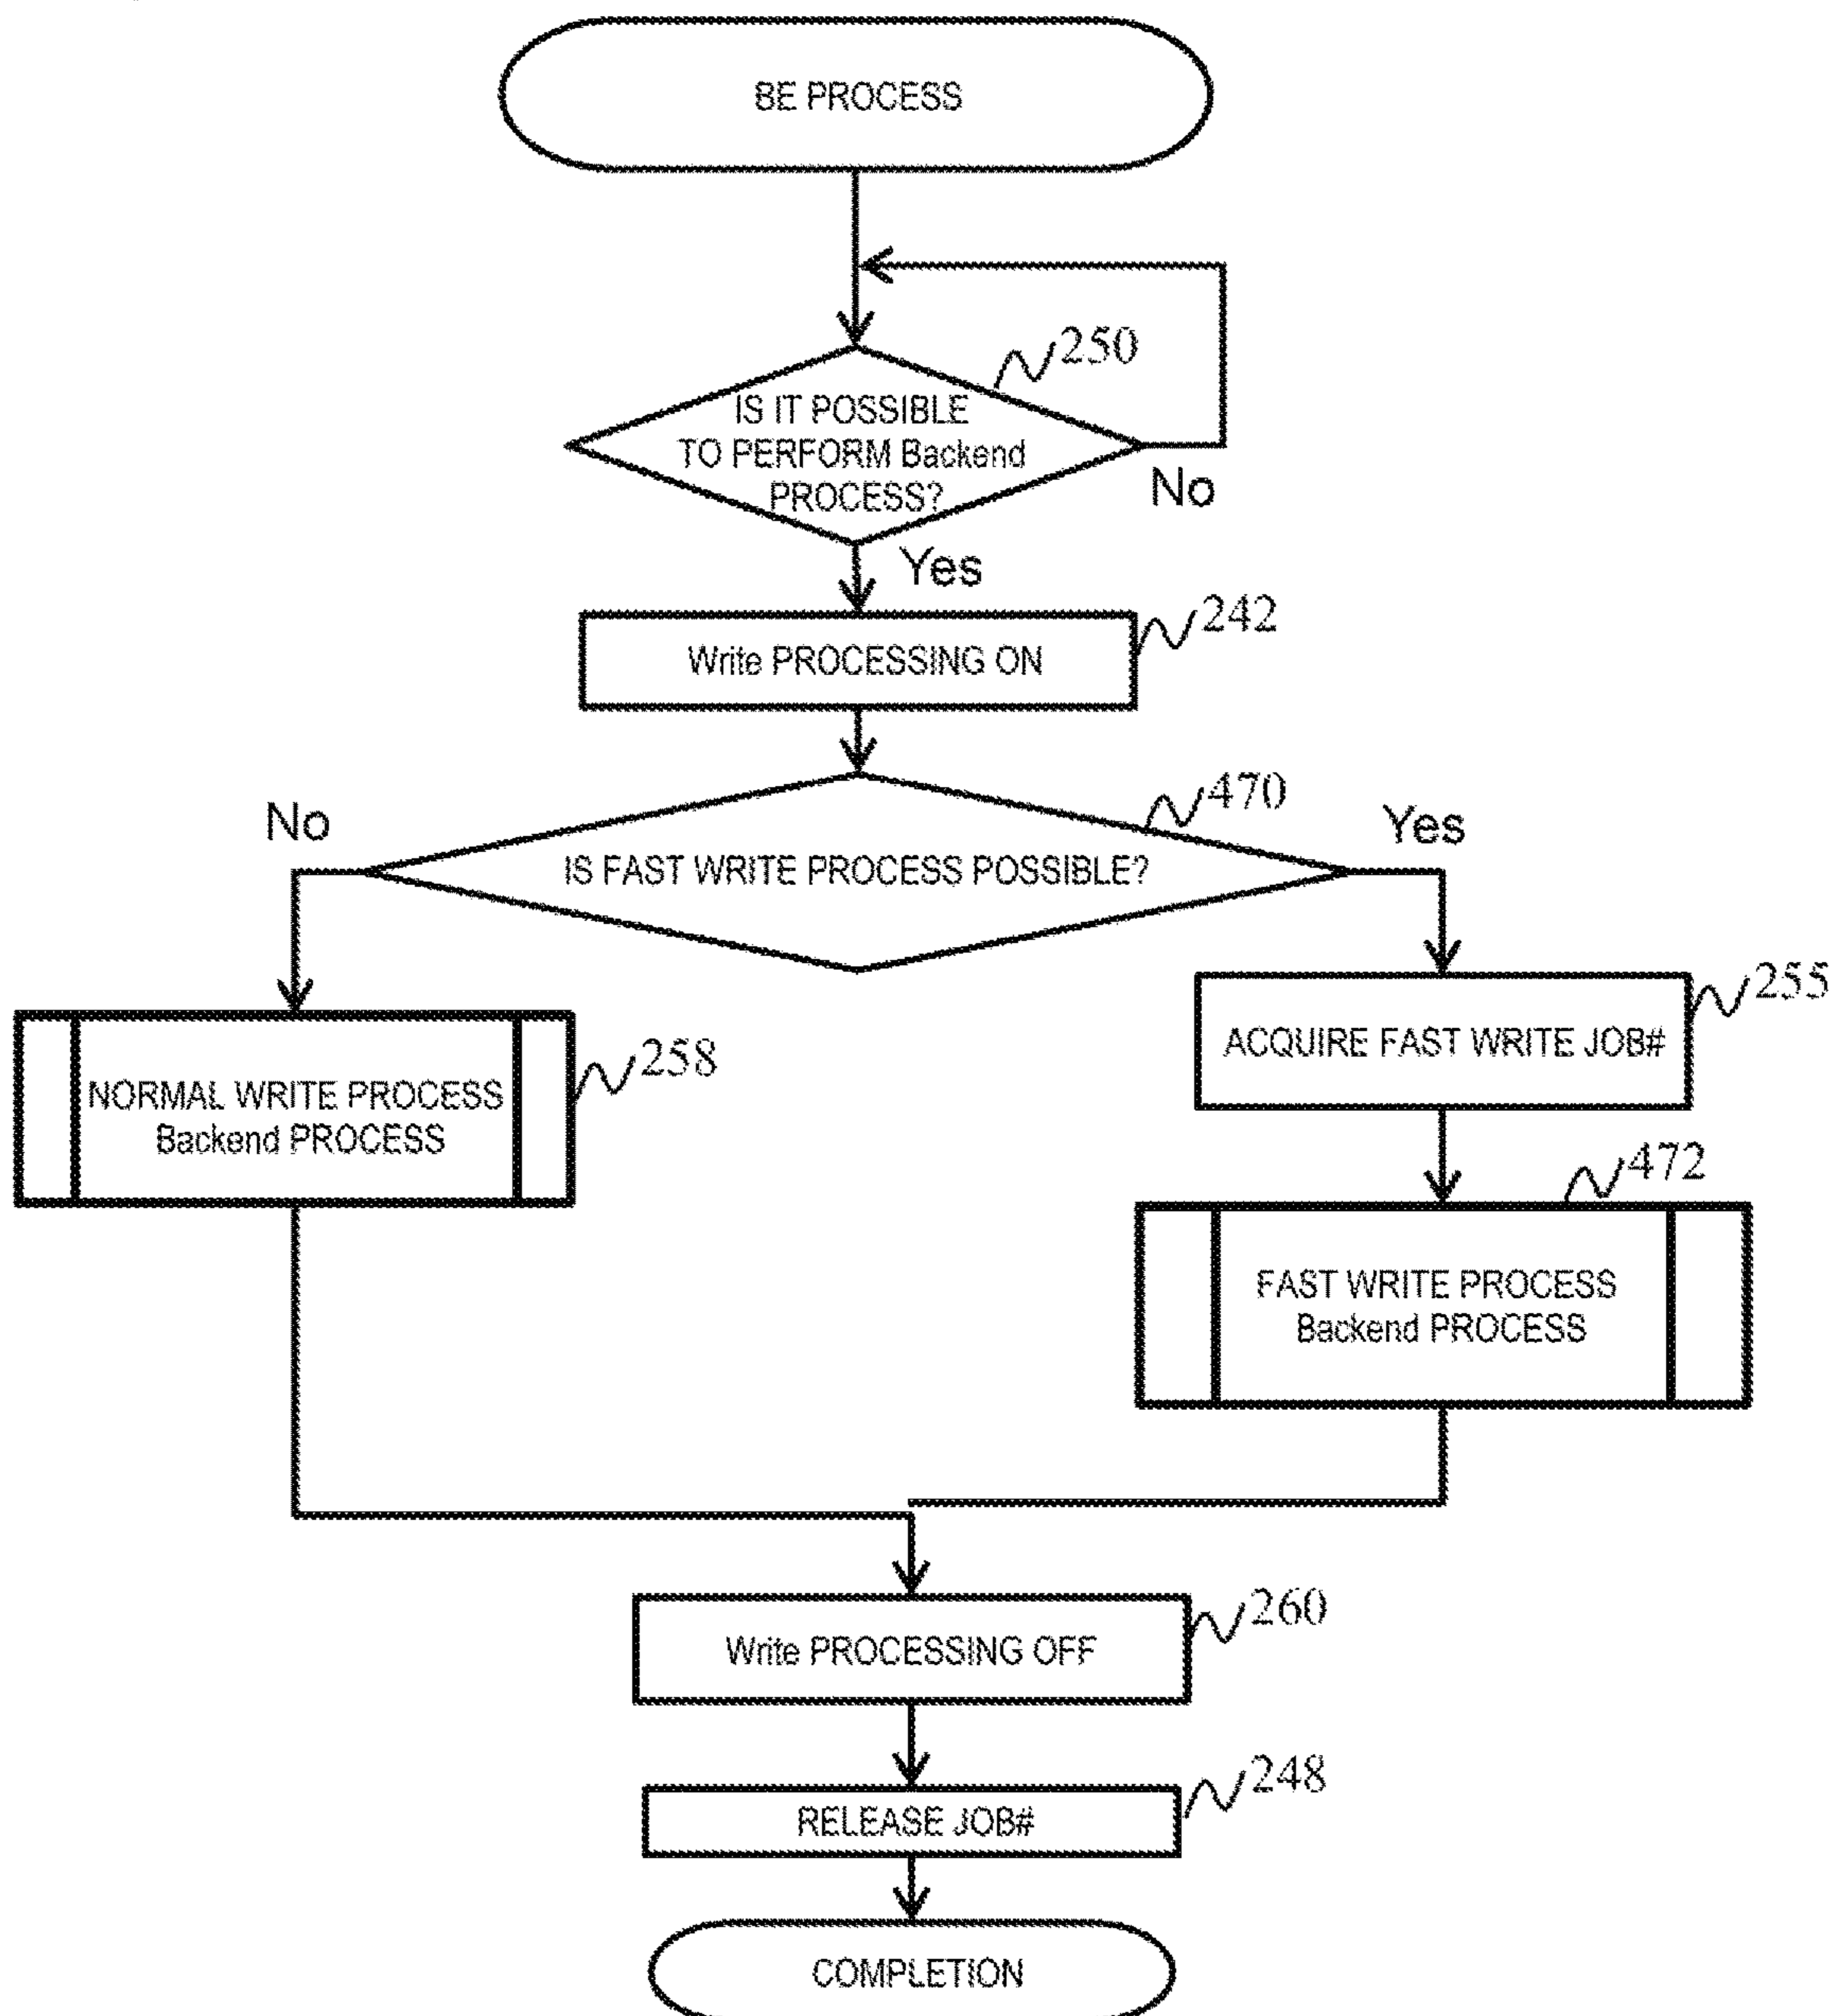 BE PROCESS
250
IS IT POSSIBLE
TO PERFORM Backend
PROCESS?
No
Yes
242
Write PROCESSING ON
470
No
Yes
IS FAST WRITE PROCESS POSSIBLE?
255
ACQUIRE FAST WRITE JOB#
258
NORMAL WRITE PROCESS
Backend PROCESS
472
FAST WRITE PROCESS
Backend PROCESS
260
Write PROCESSING OFF
248
RELEASE JOB#
COMPLETION